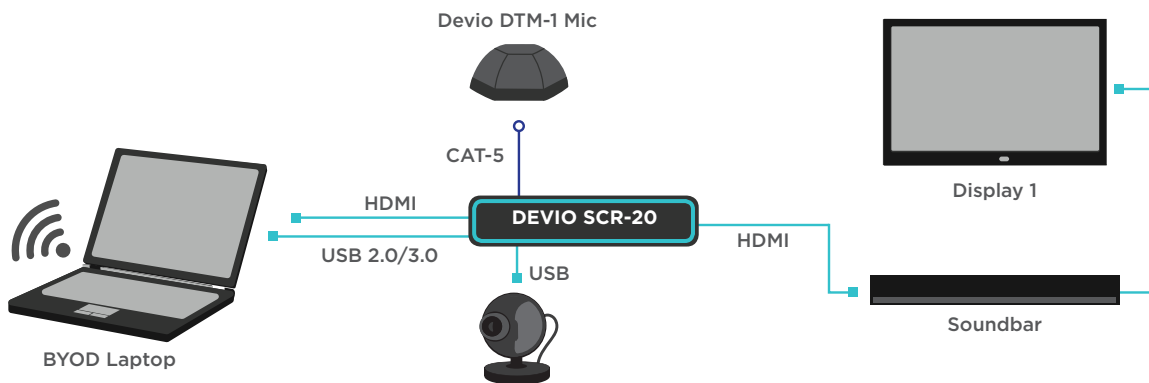 Devio DTM-1 Mic
CAT-5
HDMI
DEVIO SCR-20
USB 2.0/3.0
USB
HDMI
Display 1
Soundbar
BYOD Laptop